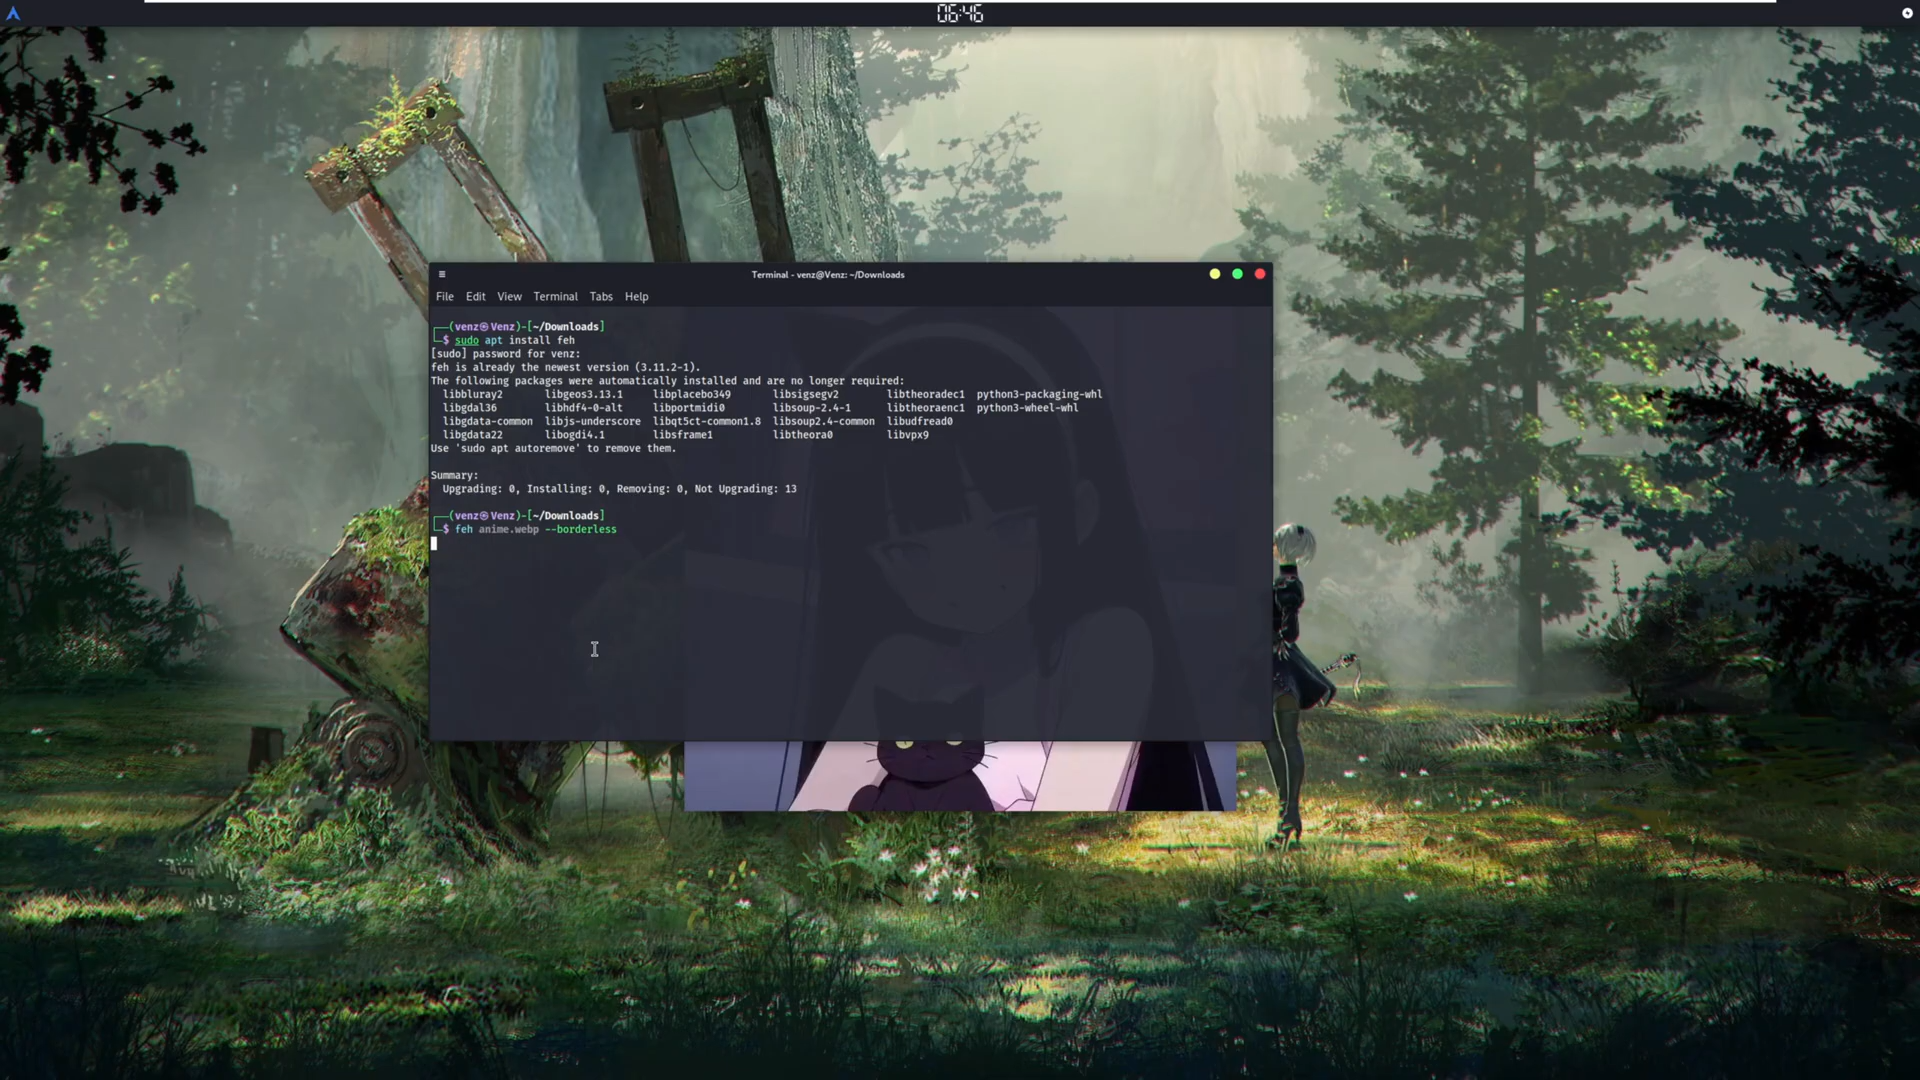 06:46
Terminal - venz@Venz: ~/Downloads
File Edit View Terminal Tabs Help
┌──(venz㉿Venz)-[~/Downloads]
└─$ sudo apt install feh
[sudo] password for venz:
feh is already the newest version (3.11.2-1).
The following packages were automatically installed and are no longer required:
libbluray2 libgeos3.13.1 libplacebo349 libsigsegv2 libtheoradec1 python3-packaging-whl
libgdal36 libhdf4-0-alt libportmidi0 libsoup-2.4-1 libtheoraenc1 python3-wheel-whl
libgdata-common libjs-underscore libqt5ct-common1.8 libsoup2.4-common libudfread0
libgdata22 libogdi4.1 libsframe1 libtheora0 libvpx9
Use 'sudo apt autoremove' to remove them.
Summary:
Upgrading: 0, Installing: 0, Removing: 0, Not Upgrading: 13
┌──(venz㉿Venz)-[~/Downloads]
└─$ feh anime.webp --borderless